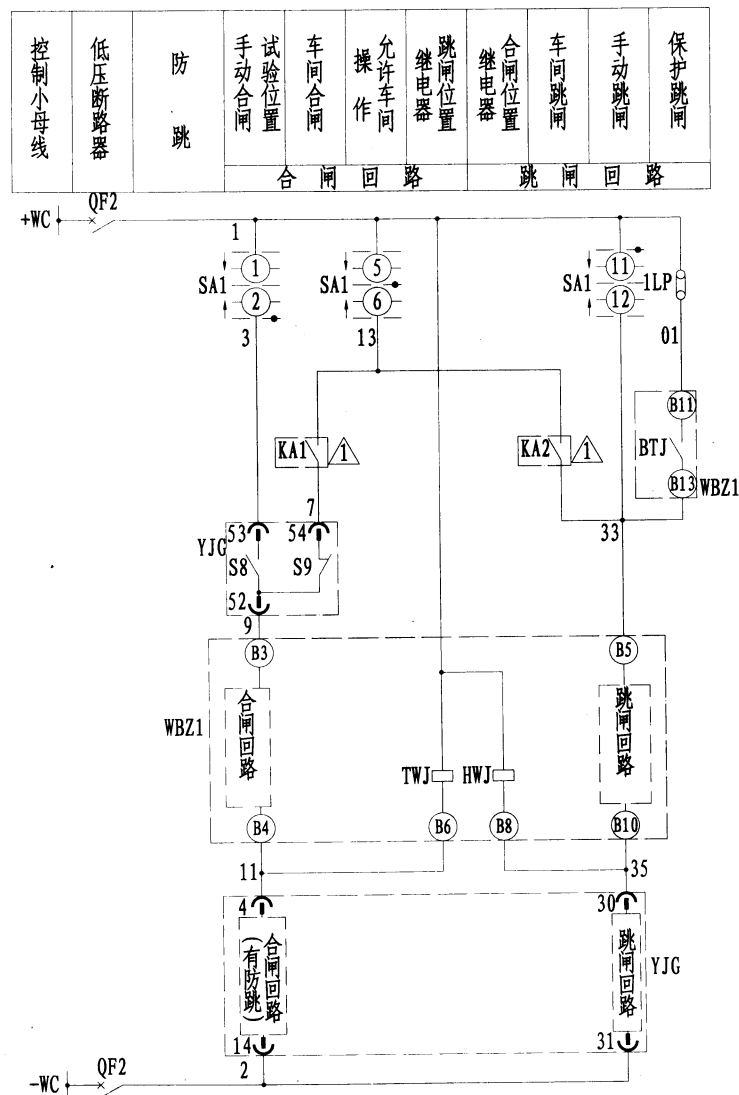 控制小母线
低压断路器
防跳
试验位置
手动合闸
车间合闸
允许车间
操作
跳闸位置
继电器
合闸位置
继电器
车间跳闸
手动跳闸
保护跳闸
合闸回路
跳闸回路
+WC
QF2
1
SA1
1
2
SA1
5
6
SA1
11
12
1LP
3
13
01
B11
KA1
1
KA2
1
BTJ
B13
WBZ1
7
33
YJG
53
54
S8
S9
52
9
B3
B5
WBZ1
合闸回路
跳闸回路
TWJ
HWJ
B4
B6
B8
B10
11
35
4
30
合闸回路
(有防跳)
跳闸回路
YJG
14
31
2
-WC
QF2